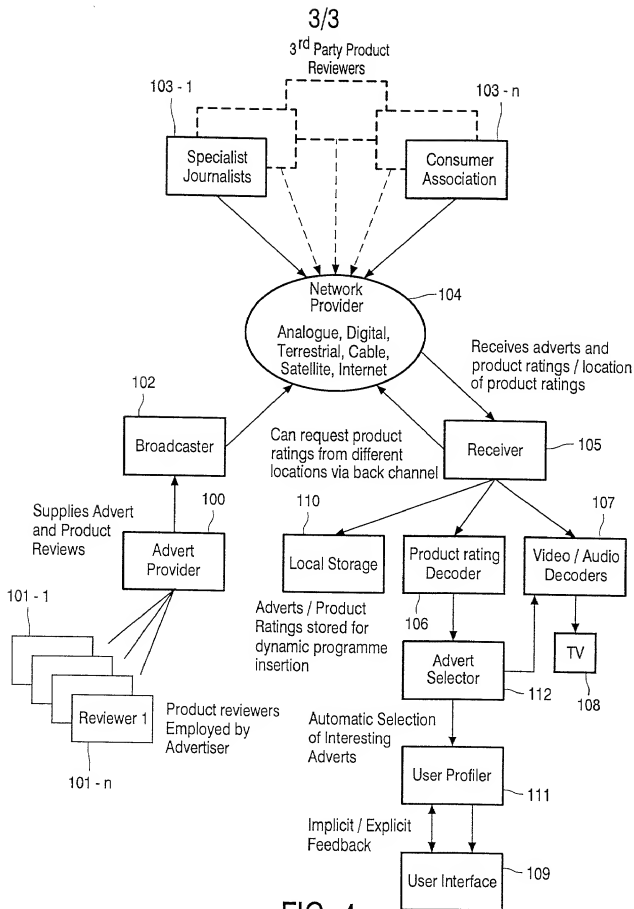 3/3
3rd Party Product
Reviewers
103 - 1
103 - n
Specialist
Journalists
Consumer
Association
Network
Provider
104
Analogue, Digital,
Terrestrial, Cable,
Satellite, Internet
Receives adverts and
product ratings / location
of product ratings
102
Broadcaster
Can request product
ratings from different
locations via back channel
Receiver
105
Supplies Advert
and Product
Reviews
100
Advert
Provider
110
Local Storage
Product rating
Decoder
106
107
Video / Audio
Decoders
Adverts / Product
Ratings stored for
dynamic programme
insertion
101 - 1
Reviewer 1
101 - n
Product reviewers
Employed by
Advertiser
Advert
Selector
112
TV
108
Automatic Selection
of Interesting
Adverts
User Profiler
111
Implicit / Explicit
Feedback
User Interface
109